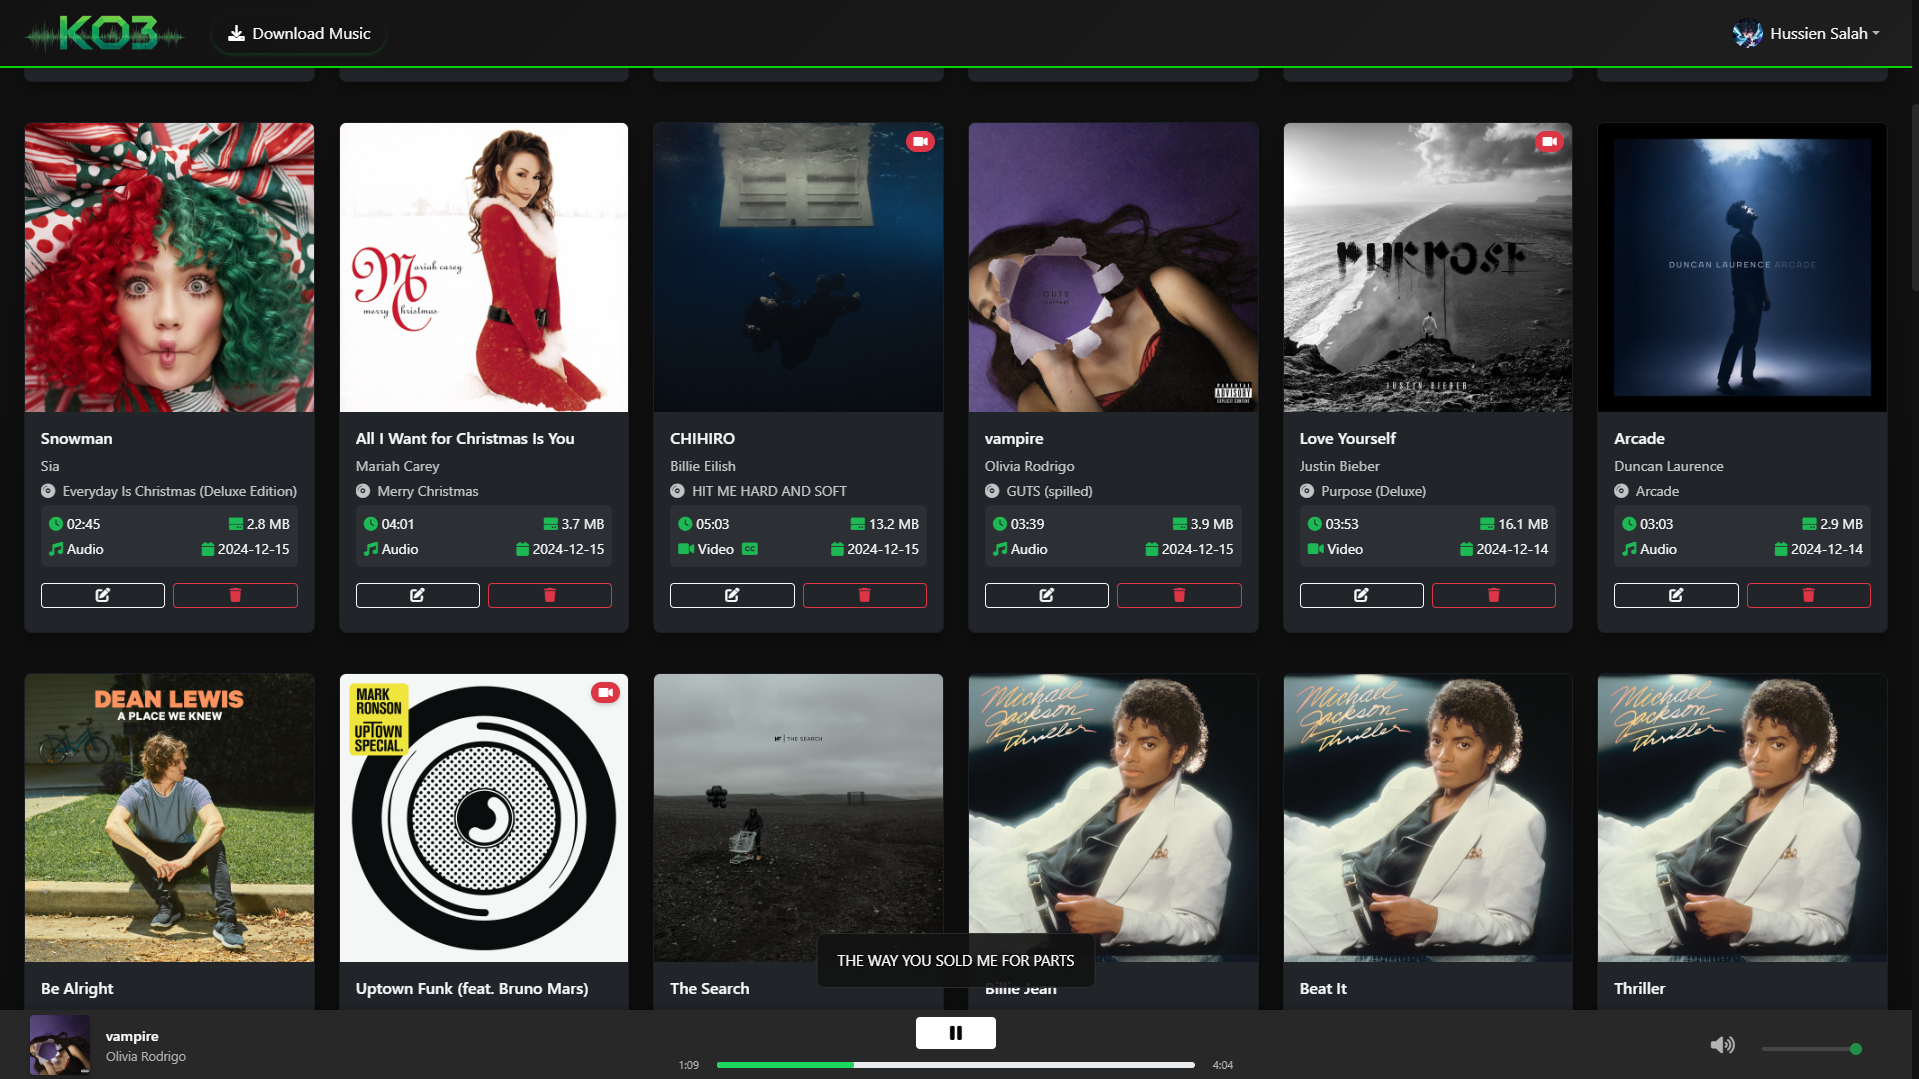 KO3
Download Music
Hussien Salah
Mariah Carey
merry Christmas
GUTS
PARENTAL
ADVISORY
EXPLICIT CONTENT
PURPOSE
JUSTIN BIEBER
DUNCAN LAURENCE ARCADE
Snowman
Sia
Everyday Is Christmas (Deluxe Edition)
02:45
2.8 MB
Audio
2024-12-15
All I Want for Christmas Is You
Mariah Carey
Merry Christmas
04:01
3.7 MB
Audio
2024-12-15
CHIHIRO
Billie Eilish
HIT ME HARD AND SOFT
05:03
13.2 MB
Video
CC
2024-12-15
vampire
Olivia Rodrigo
GUTS (spilled)
03:39
3.9 MB
Audio
2024-12-15
Love Yourself
Justin Bieber
Purpose (Deluxe)
03:53
16.1 MB
Video
2024-12-14
Arcade
Duncan Laurence
Arcade
03:03
2.9 MB
Audio
2024-12-14
DEAN LEWIS
A PLACE WE KNEW
MARK
RONSON
UPTOWN
SPECIAL.
NF | THE SEARCH
Michael
Jackson
Thriller
Michael
Jackson
Thriller
Michael
Jackson
Thriller
THE WAY YOU SOLD ME FOR PARTS
Be Alright
Uptown Funk (feat. Bruno Mars)
The Search
Billie Jean
Beat It
Thriller
vampire
Olivia Rodrigo
1:09
4:04